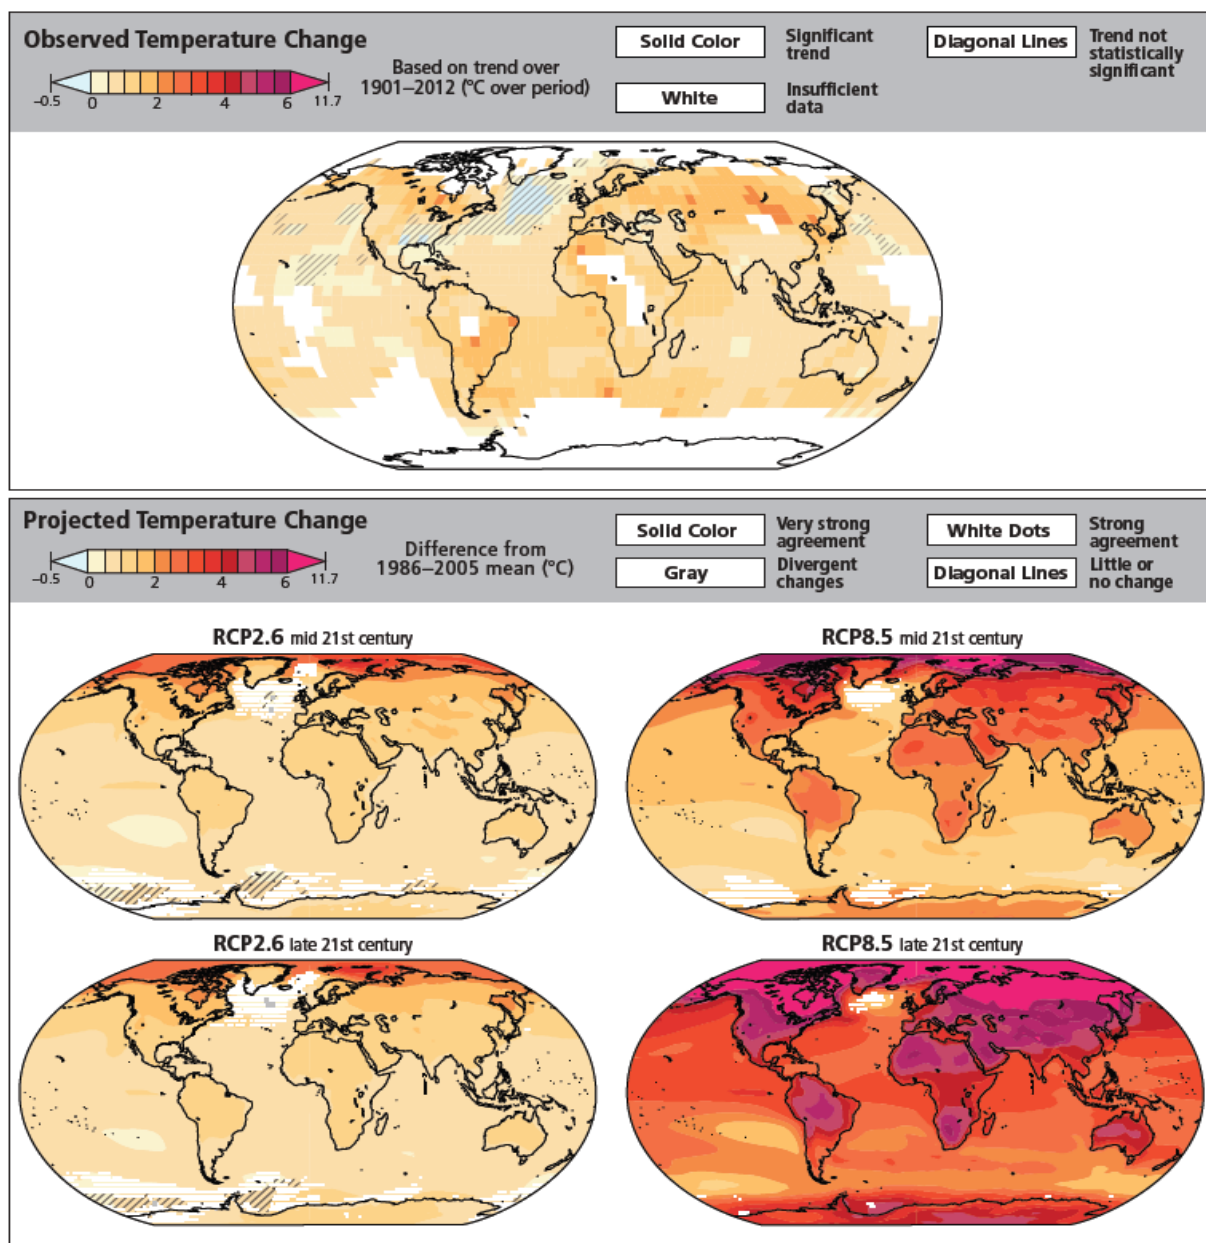 Observed Temperature Change
–0.5 0 2 4 6 11.7
Based on trend over
1901–2012 (°C over period)
Solid Color
Significant
trend
White
Insufficient
data
Diagonal Lines
Trend not
statistically
significant
Projected Temperature Change
–0.5 0 2 4 6 11.7
Difference from
1986–2005 mean (°C)
Solid Color
Very strong
agreement
Gray
Divergent
changes
White Dots
Strong
agreement
Diagonal Lines
Little or
no change
RCP2.6 mid 21st century
RCP8.5 mid 21st century
RCP2.6 late 21st century
RCP8.5 late 21st century